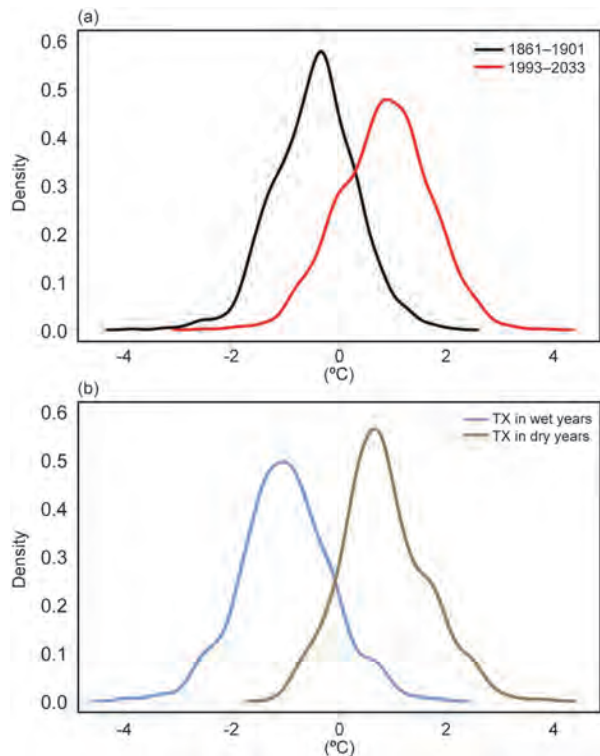 (a)
0.6
0.5
0.4
0.3
0.2
0.1
0.0
Density
1861–1901
1993–2033
-4 -2 0 2 4
(ºC)
(b)
0.6
0.5
0.4
0.3
0.2
0.1
0.0
Density
TX in wet years
TX in dry years
-4 -2 0 2 4
(ºC)